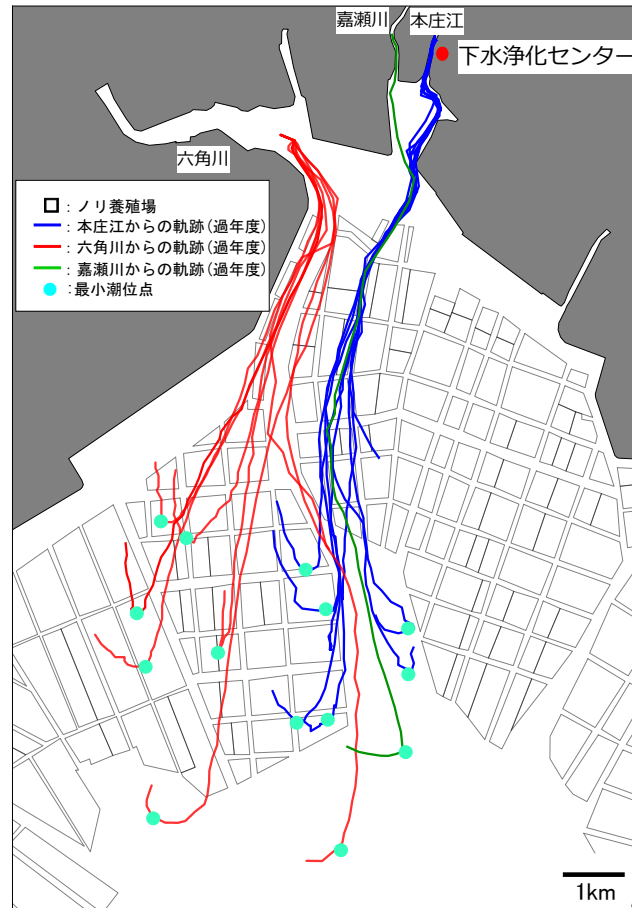 嘉瀬川
本庄江
下水浄化センター
六角川
: ノリ養殖場
: 本庄江からの軌跡(過年度)
: 六角川からの軌跡(過年度)
: 嘉瀬川からの軌跡(過年度)
:最小潮位点
1km